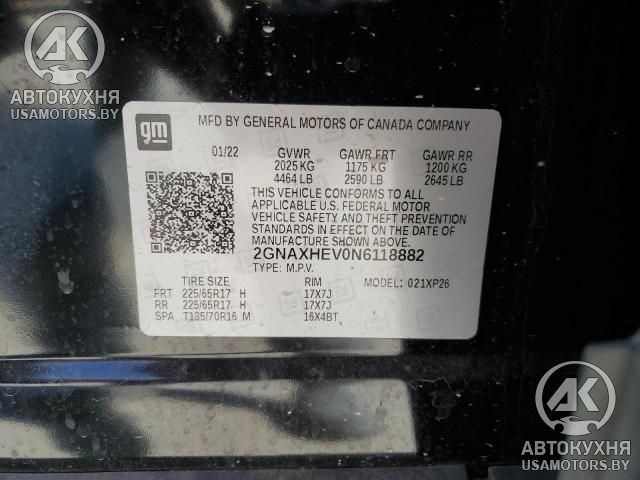 AK
АВТОКУХНЯ
USAMOTORS.BY
gm
MFD BY GENERAL MOTORS OF CANADA COMPANY
01/22 GVWR GAWR FRT GAWR RR
2025 KG 1175 KG 1200 KG
4464 LB 2590 LB 2645 LB
THIS VEHICLE CONFORMS TO ALL
APPLICABLE U.S. FEDERAL MOTOR
VEHICLE SAFETY AND THEFT PREVENTION
STANDARDS IN EFFECT ON THE DATE OF
MANUFACTURE SHOWN ABOVE.
2GNAXHEV0N6118882
TYPE: M.P.V.
TIRE SIZE RIM MODEL: 021XP26
FRT 225/65R17 H 17X7J
RR 225/65R17 H 17X7J
SPA T135/70R16 M 16X4BT
AK
АВТОКУХНЯ
USAMOTORS.BY